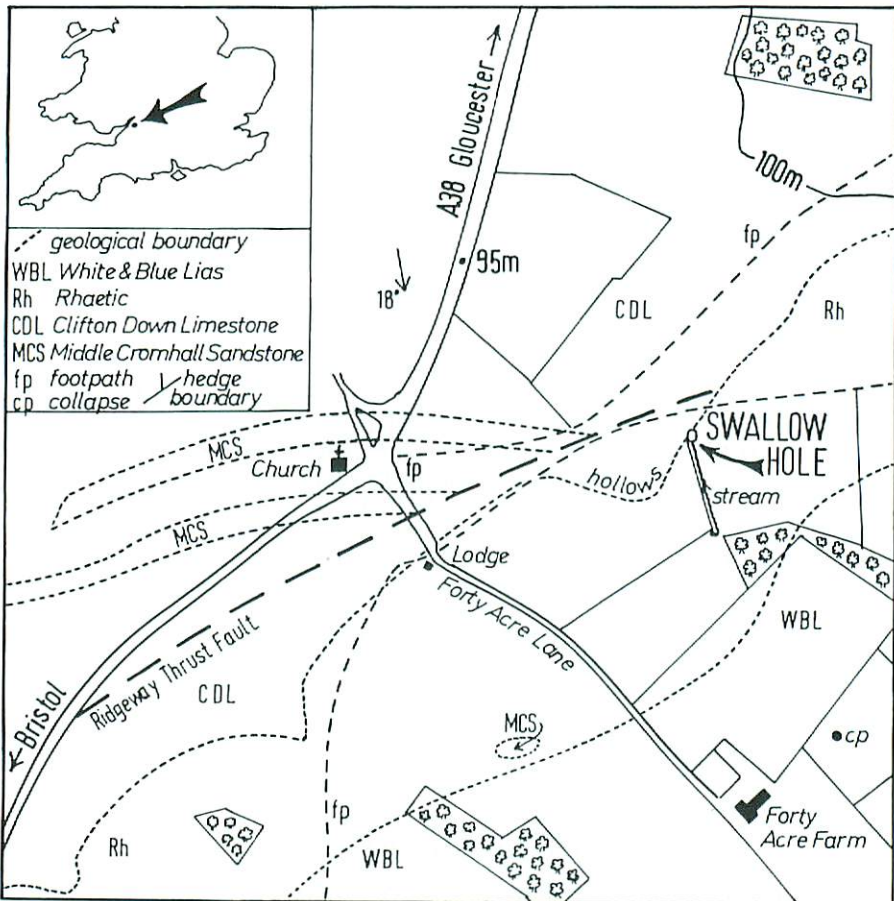 geological boundary
WBL White & Blue Lias
Rh Rhaetic
CDL Clifton Down Limestone
MCS Middle Cromhall Sandstone
fp footpath
hedge
cp collapse
boundary
A38 Gloucester
100m
95m
18°
fp
CDL
Rh
MCS
Church
fp
SWALLOW
HOLE
hollows
stream
MCS
Lodge
Forty Acre Lane
WBL
Ridgeway Thrust Fault
CDL
Bristol
MCS
cp
Forty
Acre Farm
fp
Rh
WBL